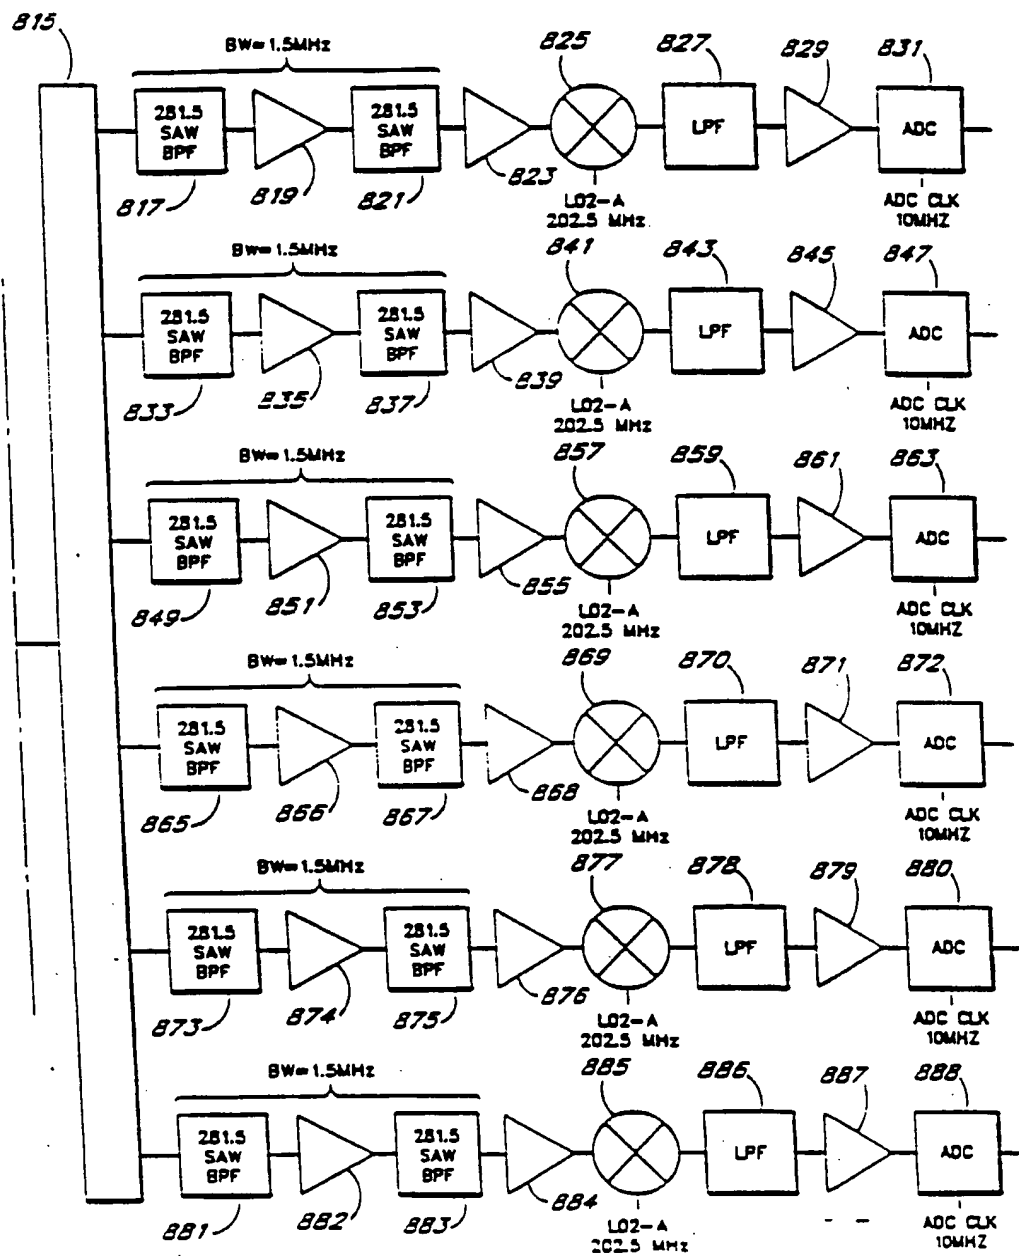 815
BW=1.5MHz
825
827
829
831
281.5
SAW
BPF
281.5
SAW
BPF
LPF
ADC
817
819
821
823
LO2-A
202.5 MHz
ADC CLK
10MHZ
BW=1.5MHz
841
843
845
847
281.5
SAW
BPF
281.5
SAW
BPF
LPF
ADC
833
835
837
839
LO2-A
202.5 MHz
ADC CLK
10MHZ
BW=1.5MHz
857
859
861
863
281.5
SAW
BPF
281.5
SAW
BPF
LPF
ADC
849
851
853
855
LO2-A
202.5 MHz
ADC CLK
10MHZ
BW=1.5MHz
869
870
871
872
281.5
SAW
BPF
281.5
SAW
BPF
LPF
ADC
865
866
867
868
LO2-A
202.5 MHz
ADC CLK
10MHZ
BW=1.5MHz
877
878
879
880
281.5
SAW
BPF
281.5
SAW
BPF
LPF
ADC
873
874
875
876
LO2-A
202.5 MHz
ADC CLK
10MHZ
BW=1.5MHz
885
886
887
888
281.5
SAW
BPF
281.5
SAW
BPF
LPF
ADC
881
882
883
884
LO2-A
202.5 MHz
ADC CLK
10MHZ